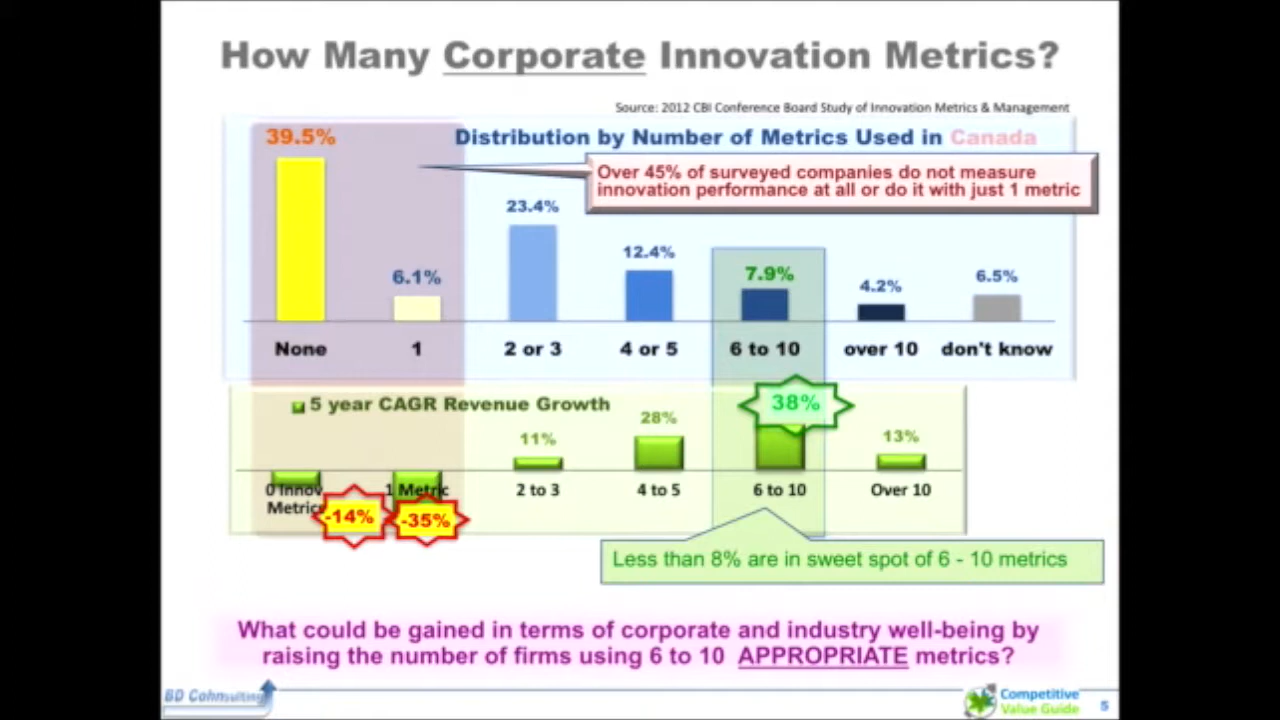 How Many Corporate Innovation Metrics?
Source: 2012 CBI Conference Board Study of Innovation Metrics & Management
39.5%
Distribution by Number of Metrics Used in Canada
Over 45% of surveyed companies do not measure
innovation performance at all or do it with just 1 metric
23.4%
12.4%
6.1%
7.9%
4.2%
6.5%
None 1 2 or 3 4 or 5 6 to 10 over 10 don't know
5 year CAGR Revenue Growth
38%
28%
11%
13%
0 Innov 1 Metric 2 to 3 4 to 5 6 to 10 Over 10
Metrics
-14% -35%
Less than 8% are in sweet spot of 6 - 10 metrics
What could be gained in terms of corporate and industry well-being by
raising the number of firms using 6 to 10 APPROPRIATE metrics?
BD Cohnsulting
Competitive
Value Guide
5